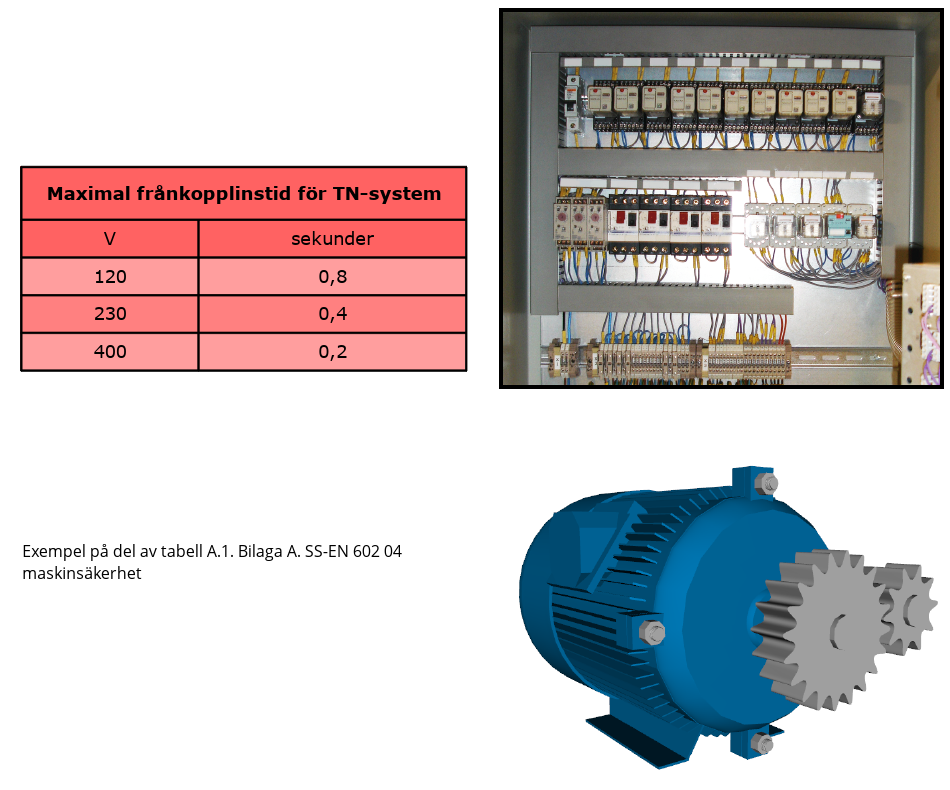 Maximal frånkopplinstid för TN-system
V sekunder
120 0,8
230 0,4
400 0,2
Exempel på del av tabell A.1. Bilaga A. SS-EN 602 04
maskinsäkerhet